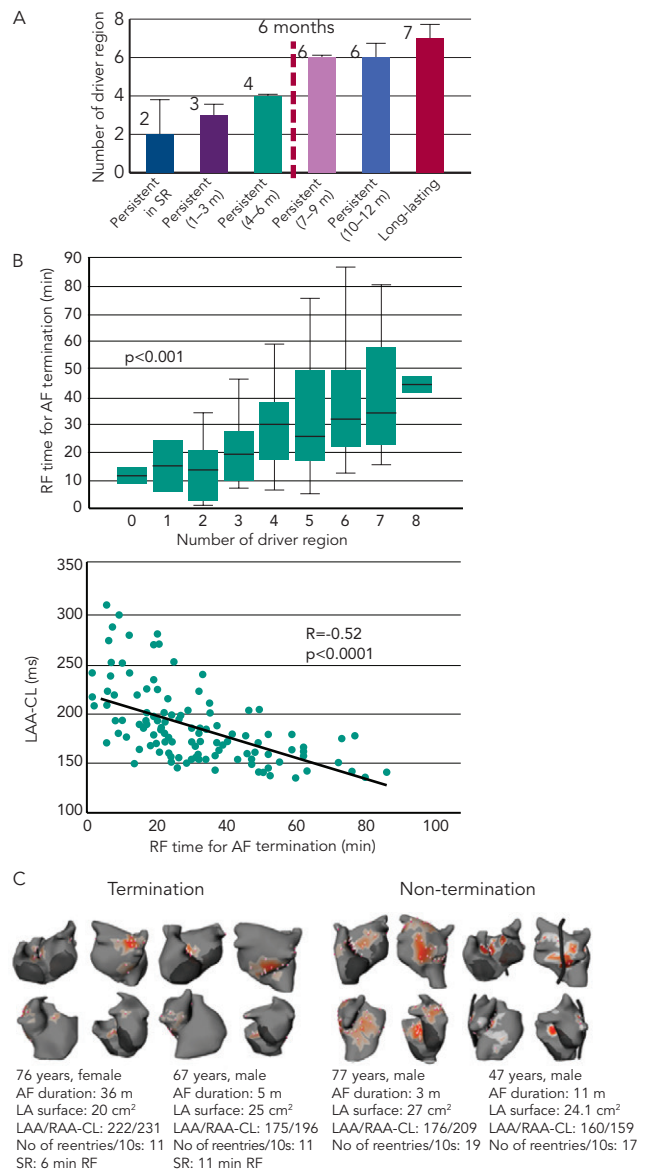 A
6 months
Number of driver region
8
6
4
2
0
2
3
4
6
6
7
Persistent in SR
Persistent (1–3 m)
Persistent (4–6 m)
Persistent (7–9 m)
Persistent (10–12 m)
Long-lasting
B
RF time for AF termination (min)
90
80
70
60
50
40
30
20
10
0
p<0.001
0 1 2 3 4 5 6 7 8
Number of driver region
LAA-CL (ms)
350
300
250
200
150
100
R=-0.52
p<0.0001
0 20 40 60 80 100
RF time for AF termination (min)
C
Termination
Non-termination
76 years, female
AF duration: 36 m
LA surface: 20 cm²
LAA/RAA-CL: 222/231
No of reentries/10s: 11
SR: 6 min RF
67 years, male
AF duration: 5 m
LA surface: 25 cm²
LAA/RAA-CL: 175/196
No of reentries/10s: 11
SR: 11 min RF
77 years, male
AF duration: 3 m
LA surface: 27 cm²
LAA/RAA-CL: 176/209
No of reentries/10s: 19
47 years, male
AF duration: 11 m
LA surface: 24.1 cm²
LAA/RAA-CL: 160/159
No of reentries/10s: 17